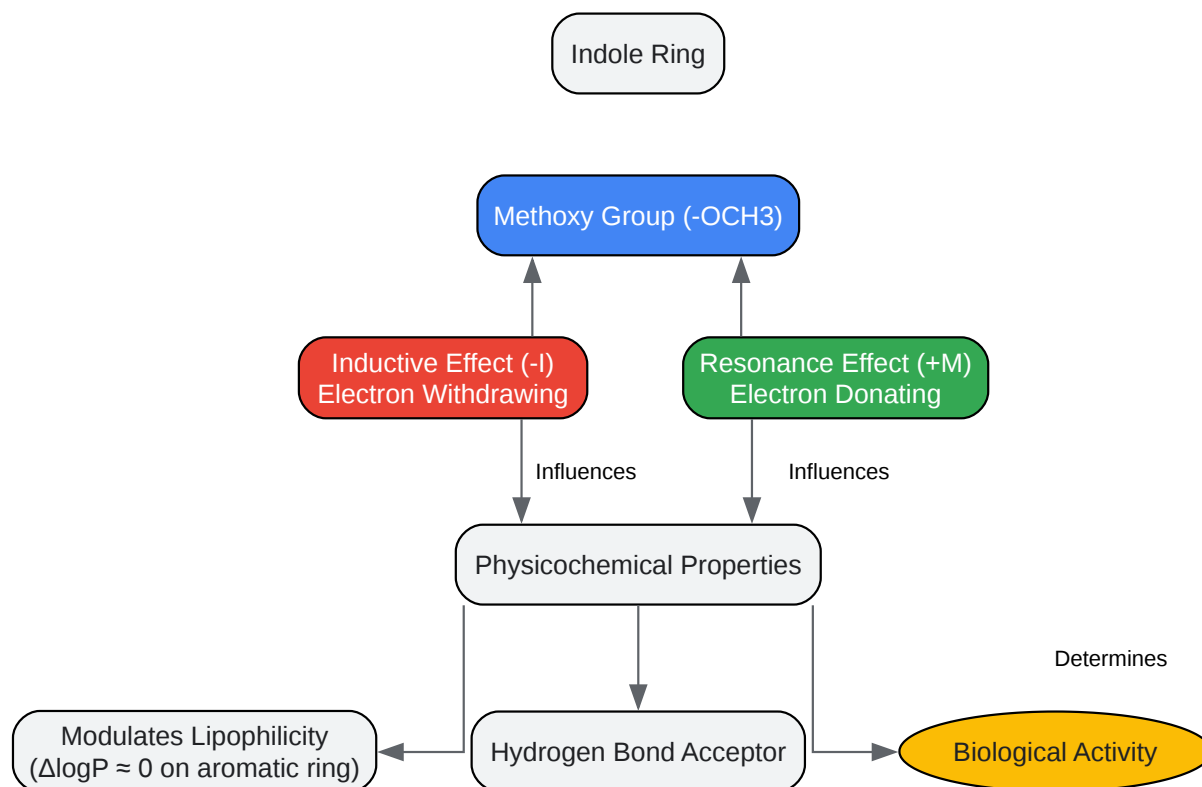 Indole Ring
Methoxy Group (-OCH3)
Inductive Effect (-I)
Electron Withdrawing
Resonance Effect (+M)
Electron Donating
Influences
Influences
Physicochemical Properties
Determines
Modulates Lipophilicity
(ΔlogP ≈ 0 on aromatic ring)
Hydrogen Bond Acceptor
Biological Activity